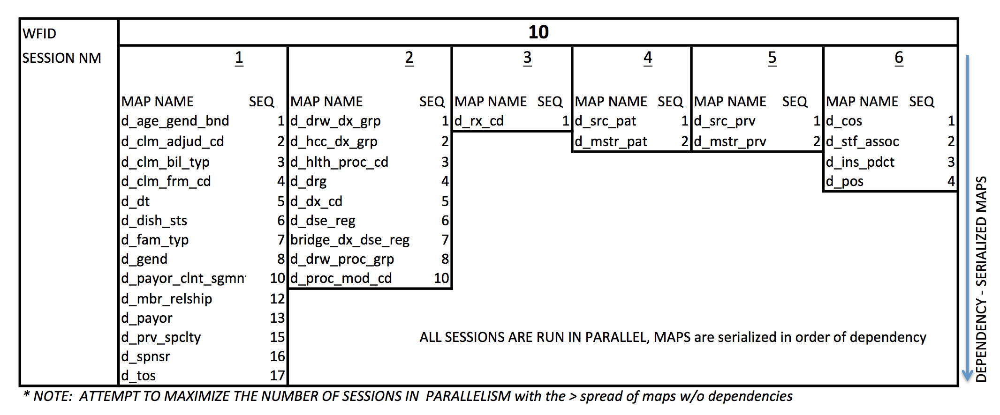 WFID 10
SESSION NM 1 2 3 4 5 6
MAP NAME SEQ MAP NAME SEQ MAP NAME SEQ MAP NAME SEQ MAP NAME SEQ MAP NAME SEQ
d_age_gend_bnd 1 d_drw_dx_grp 1 d_rx_cd 1 d_src_pat 1 d_src_prv 1 d_cos 1
d_clm_adjud_cd 2 d_hcc_dx_grp 2 d_mstr_pat 2 d_mstr_prv 2 d_stf_assoc 2
d_clm_bil_typ 3 d_hlth_proc_cd 3 d_ins_pdct 3
d_clm_frm_cd 4 d_drg 4 d_pos 4
d_dt 5 d_dx_cd 5
d_dish_sts 6 d_dse_reg 6
d_fam_typ 7 bridge_dx_dse_reg 7
d_gend 8 d_drw_proc_grp 8
d_payor_clnt_sgmn 10 d_proc_mod_cd 10
d_mbr_relship 12
d_payor 13
d_prv_spclty 15
d_spnsr 16
d_tos 17
ALL SESSIONS ARE RUN IN PARALLEL, MAPS are serialized in order of dependency
DEPENDENCY - SERIALIZED MAPS
* NOTE: ATTEMPT TO MAXIMIZE THE NUMBER OF SESSIONS IN PARALLELISM with the > spread of maps w/o dependencies